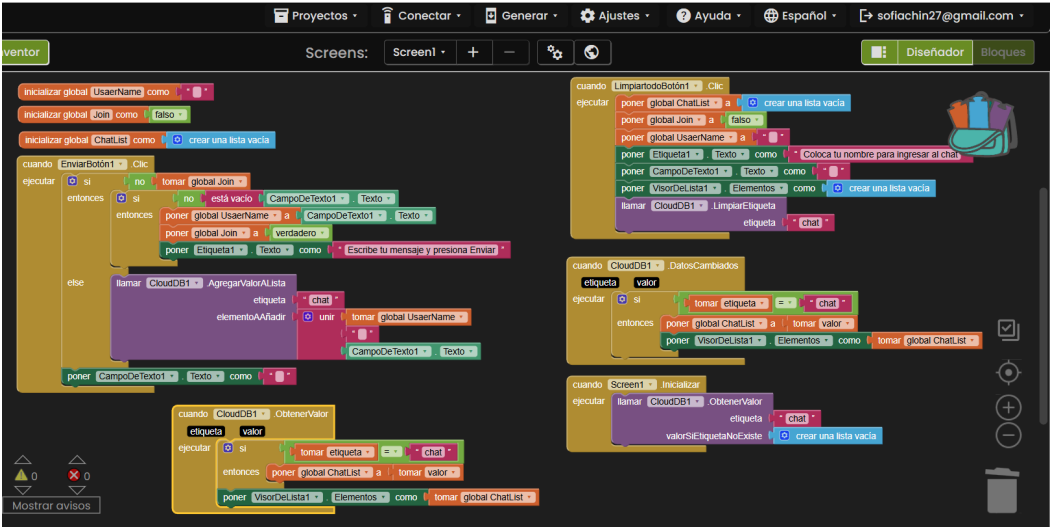 Proyectos
Conectar
Generar
Ajustes
Ayuda
Español
sofiachin27@gmail.com
ventor
Screens:
Screen1
+
−
Diseñador
Bloques
inicializar global UsaerName como " "
inicializar global Join como falso
inicializar global ChatList como crear una lista vacía
cuando EnviarBotón1 .Clic
ejecutar si no tomar global Join
entonces si no está vacío CampoDeTexto1 . Texto
entonces poner global UsaerName a CampoDeTexto1 . Texto
poner global Join a verdadero
poner Etiqueta1 . Texto como " Escribe tu mensaje y presiona Enviar "
else llamar CloudDB1 .AgregarValorALista
etiqueta " chat "
elementoAAñadir unir tomar global UsaerName
" "
CampoDeTexto1 . Texto
poner CampoDeTexto1 . Texto como " "
cuando CloudDB1 .ObtenerValor
etiqueta valor
ejecutar si tomar etiqueta = " chat "
entonces poner global ChatList a tomar valor
poner VisorDeLista1 . Elementos como tomar global ChatList
0 0
Mostrar avisos
cuando LimpiartodoBotón1 .Clic
ejecutar poner global ChatList a crear una lista vacía
poner global Join a falso
poner global UsaerName a " "
poner Etiqueta1 . Texto como " Coloca tu nombre para ingresar al chat "
poner CampoDeTexto1 . Texto como " "
poner VisorDeLista1 . Elementos como crear una lista vacía
llamar CloudDB1 .LimpiarEtiqueta
etiqueta " chat "
cuando CloudDB1 .DatosCambiados
etiqueta valor
ejecutar si tomar etiqueta = " chat "
entonces poner global ChatList a tomar valor
poner VisorDeLista1 . Elementos como tomar global ChatList
cuando Screen1 .Inicializar
ejecutar llamar CloudDB1 .ObtenerValor
etiqueta " chat "
valorSiEtiquetaNoExiste crear una lista vacía